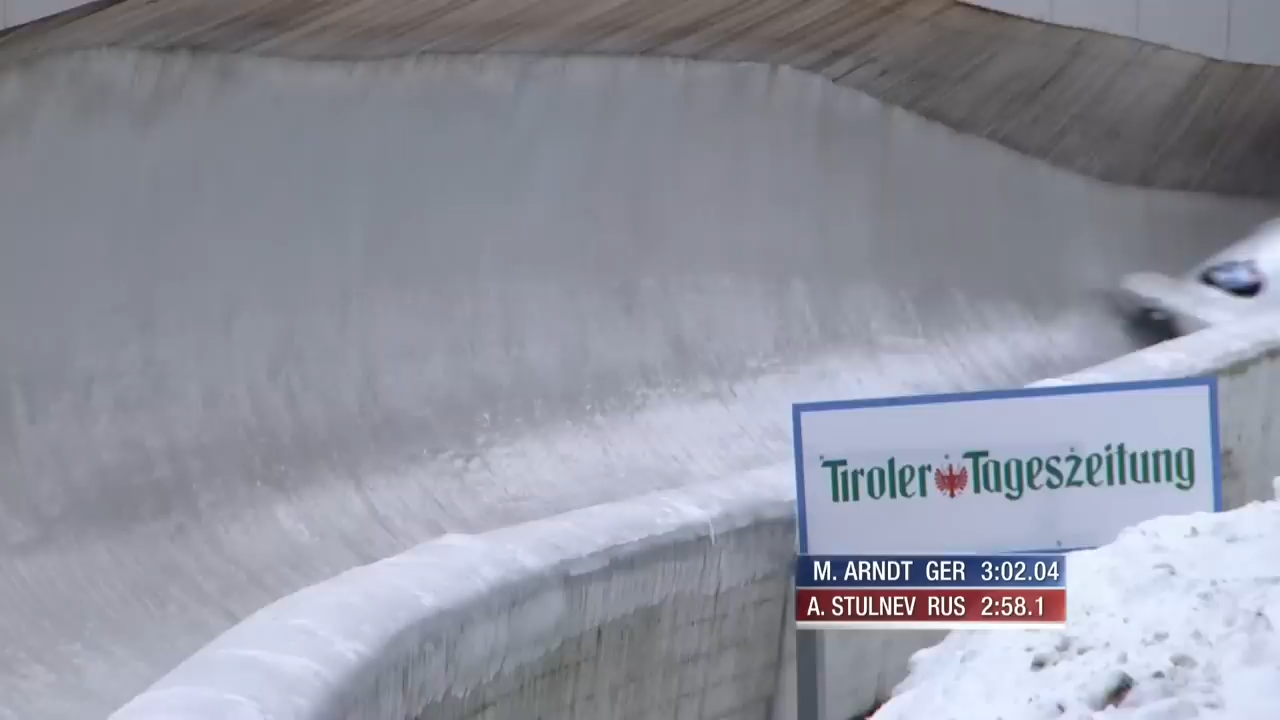 Tiroler Tageszeitung
M. ARNDT GER 3:02.04
A. STULNEV RUS 2:58.1